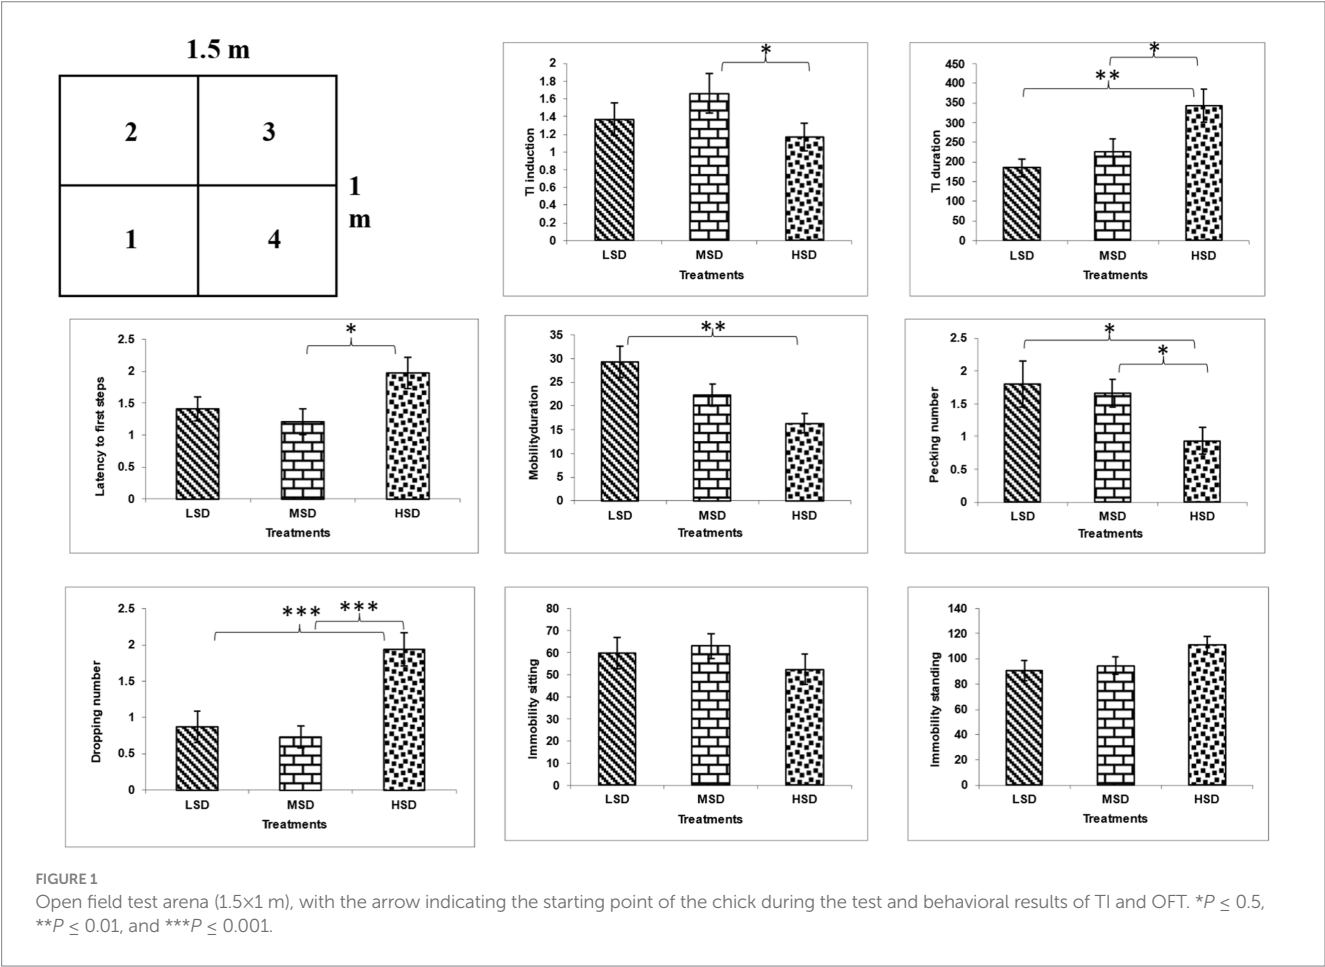 1.5 m
2
3
1
4
1
m
*
2
1.8
1.6
1.4
1.2
1
0.8
0.6
0.4
0.2
0
TI induction
LSD MSD HSD
Treatments
*
**
450
400
350
300
250
200
150
100
50
0
TI duration
LSD MSD HSD
Treatments
*
2.5
2
1.5
1
0.5
0
Latency to first steps
LSD MSD HSD
Treatments
**
35
30
25
20
15
10
5
0
Mobilityduration
LSD MSD HSD
Treatments
*
*
2.5
2
1.5
1
0.5
0
Pecking number
LSD MSD HSD
Treatments
*** ***
2.5
2
1.5
1
0.5
0
Dropping number
LSD MSD HSD
Treatments
80
70
60
50
40
30
20
10
0
Immobility sitting
LSD MSD HSD
Treatments
140
120
100
80
60
40
20
0
Immobility standing
LSD MSD HSD
Treatments
FIGURE 1
Open field test arena (1.5×1 m), with the arrow indicating the starting point of the chick during the test and behavioral results of TI and OFT. *P ≤ 0.5,
**P ≤ 0.01, and ***P ≤ 0.001.